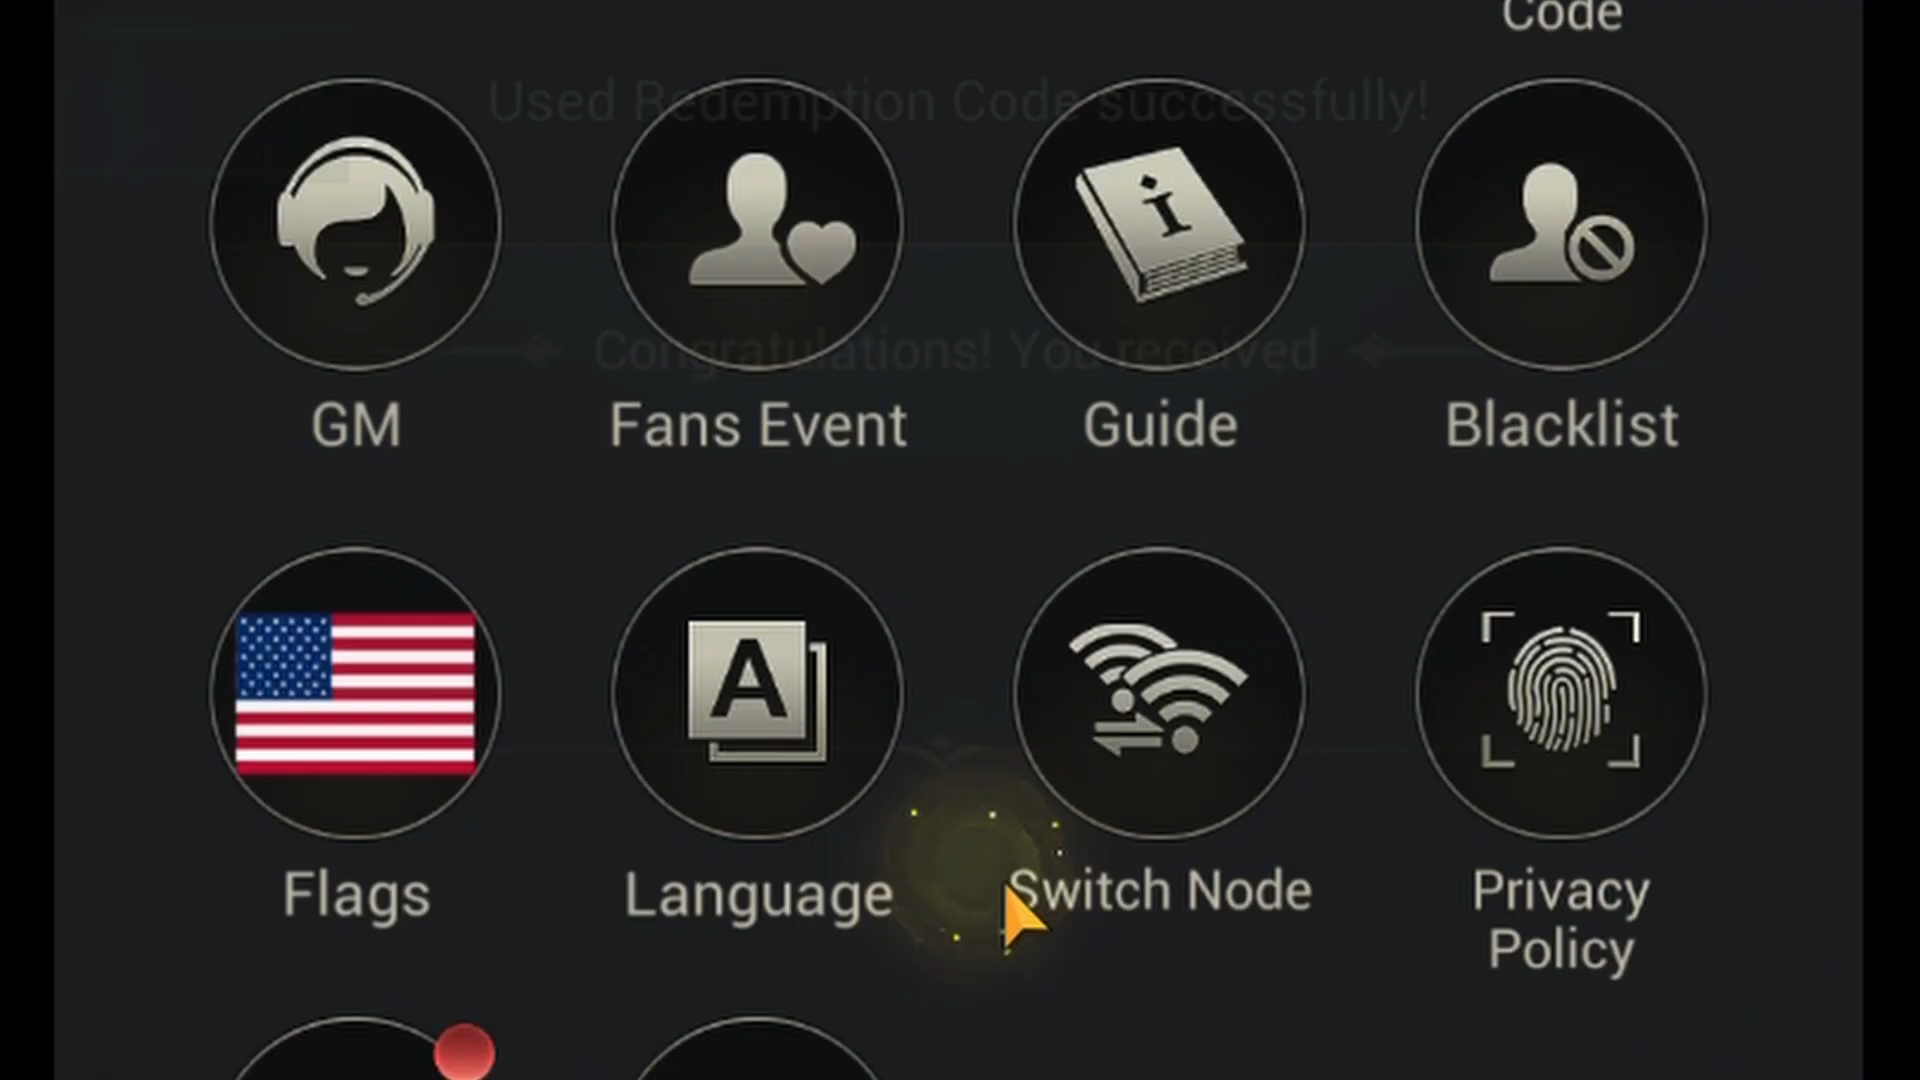 Code
Used Redemption Code successfully!
Congratulations! You received
GM
Fans Event
Guide
Blacklist
A
Flags
Language
Switch Node
Privacy
Policy